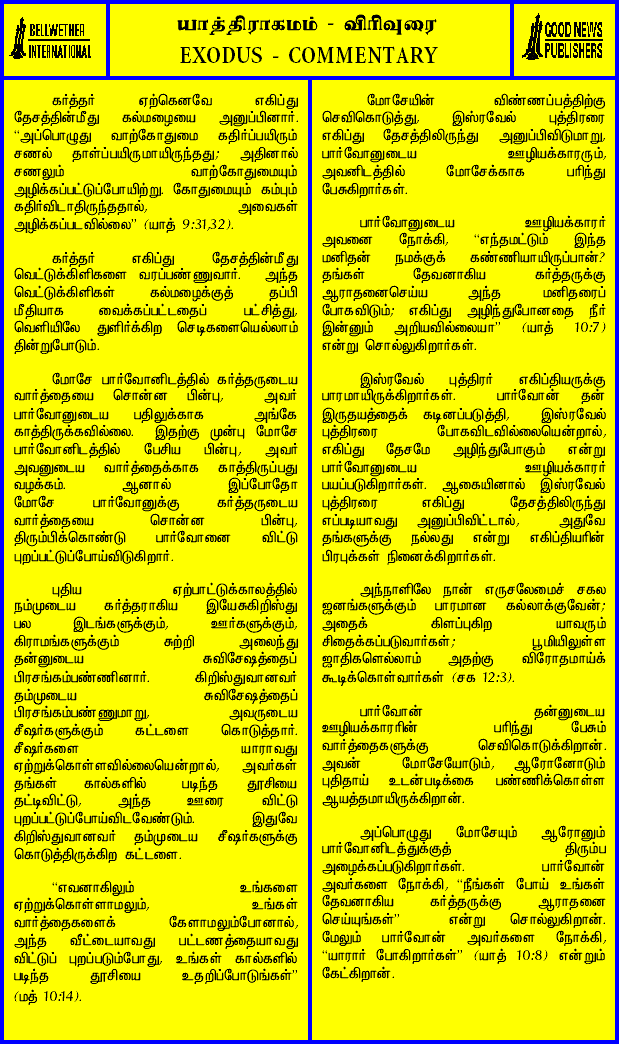 BELLWETHER
INTERNATIONAL
யாத்திராகமம் - விரிவுரை
EXODUS - COMMENTARY
GOOD NEWS
PUBLISHERS
கர்த்தர் ஏற்கெனவே எகிப்து
தேசத்தின்மீது கல்மழையை அனுப்பினார்.
“அப்பொழுது வாற்கோதுமை கதிர்ப்பயிரும்
சணல் தாள்ப்பயிருமாயிருந்தது; அதினால்
சணலும் வாற்கோதுமையும்
அழிக்கப்பட்டுப்போயிற்று. கோதுமையும் கம்பும்
கதிர்விடாதிருந்ததால், அவைகள்
அழிக்கப்படவில்லை” (யாத் 9:31,32).
கர்த்தர் எகிப்து தேசத்தின்மீது
வெட்டுக்கிளிகளை வரப்பண்ணுவார். அந்த
வெட்டுக்கிளிகள் கல்மழைக்குத் தப்பி
மீதியாக வைக்கப்பட்டதைப் பட்சித்து,
வெளியிலே துளிர்க்கிற செடிகளையெல்லாம்
தின்றுபோடும்.
மோசே பார்வோனிடத்தில் கர்த்தருடைய
வார்த்தையை சொன்ன பின்பு, அவர்
பார்வோனுடைய பதிலுக்காக அங்கே
காத்திருக்கவில்லை. இதற்கு முன்பு மோசே
பார்வோனிடத்தில் பேசிய பின்பு, அவர்
அவனுடைய வார்த்தைக்காக காத்திருப்பது
வழக்கம். ஆனால் இப்போதோ
மோசே பார்வோனுக்கு கர்த்தருடைய
வார்த்தையை சொன்ன பின்பு,
திரும்பிக்கொண்டு பார்வோனை விட்டு
புறப்பட்டுப்போய்விடுகிறார்.
புதிய ஏற்பாட்டுக்காலத்தில்
நம்முடைய கர்த்தராகிய இயேசுகிறிஸ்து
பல இடங்களுக்கும், ஊர்களுக்கும்,
கிராமங்களுக்கும் சுற்றி அலைந்து
தன்னுடைய சுவிசேஷத்தைப்
பிரசங்கம்பண்ணினார். கிறிஸ்துவானவர்
தம்முடைய சுவிசேஷத்தைப்
பிரசங்கம்பண்ணுமாறு, அவருடைய
சீஷர்களுக்கும் கட்டளை கொடுத்தார்.
சீஷர்களை யாராவது
ஏற்றுக்கொள்ளவில்லையென்றால், அவர்கள்
தங்கள் கால்களில் படிந்த தூசியை
தட்டிவிட்டு, அந்த ஊரை விட்டு
புறப்பட்டுப்போய்விடவேண்டும். இதுவே
கிறிஸ்துவானவர் தம்முடைய சீஷர்களுக்கு
கொடுத்திருக்கிற கட்டளை.
“எவனாகிலும் உங்களை
ஏற்றுக்கொள்ளாமலும், உங்கள்
வார்த்தைகளைக் கேளாமலும்போனால்,
அந்த வீட்டையாவது பட்டணத்தையாவது
விட்டுப் புறப்படும்போது, உங்கள் கால்களில்
படிந்த தூசியை உதறிப்போடுங்கள்”
(மத் 10:14).
மோசேயின் விண்ணப்பத்திற்கு
செவிகொடுத்து, இஸ்ரவேல் புத்திரரை
எகிப்து தேசத்திலிருந்து அனுப்பிவிடுமாறு,
பார்வோனுடைய ஊழியக்காரரும்,
அவனிடத்தில் மோசேக்காக பரிந்து
பேசுகிறார்கள்.
பார்வோனுடைய ஊழியக்காரர்
அவனை நோக்கி, “எந்தமட்டும் இந்த
மனிதன் நமக்குக் கண்ணியாயிருப்பான்?
தங்கள் தேவனாகிய கர்த்தருக்கு
ஆராதனைசெய்ய அந்த மனிதரைப்
போகவிடும்; எகிப்து அழிந்துபோனதை நீர்
இன்னும் அறியவில்லையா” (யாத் 10:7)
என்று சொல்லுகிறார்கள்.
இஸ்ரவேல் புத்திரர் எகிப்தியருக்கு
பாரமாயிருக்கிறார்கள். பார்வோன் தன்
இருதயத்தைக் கடினப்படுத்தி, இஸ்ரவேல்
புத்திரரை போகவிடவில்லையென்றால்,
எகிப்து தேசமே அழிந்துபோகும் என்று
பார்வோனுடைய ஊழியக்காரர்
பயப்படுகிறார்கள். ஆகையினால் இஸ்ரவேல்
புத்திரரை எகிப்து தேசத்திலிருந்து
எப்படியாவது அனுப்பிவிட்டால், அதுவே
தங்களுக்கு நல்லது என்று எகிப்தியரின்
பிரபுக்கள் நினைக்கிறார்கள்.
அந்நாளிலே நான் எருசலேமைச் சகல
ஜனங்களுக்கும் பாரமான கல்லாக்குவேன்;
அதைக் கிளப்புகிற யாவரும்
சிதைக்கப்படுவார்கள்; பூமியிலுள்ள
ஜாதிகளெல்லாம் அதற்கு விரோதமாய்க்
கூடிக்கொள்வார்கள் (சக 12:3).
பார்வோன் தன்னுடைய
ஊழியக்காரரின் பரிந்து பேசும்
வார்த்தைகளுக்கு செவிகொடுக்கிறான்.
அவன் மோசேயோடும், ஆரோனோடும்
புதிதாய் உடன்படிக்கை பண்ணிக்கொள்ள
ஆயத்தமாயிருக்கிறான்.
அப்பொழுது மோசேயும் ஆரோனும்
பார்வோனிடத்துக்குத் திரும்ப
அழைக்கப்படுகிறார்கள். பார்வோன்
அவர்களை நோக்கி, “நீங்கள் போய் உங்கள்
தேவனாகிய கர்த்தருக்கு ஆராதனை
செய்யுங்கள்” என்று சொல்லுகிறான்.
மேலும் பார்வோன் அவர்களை நோக்கி,
“யாரார் போகிறார்கள்” (யாத் 10:8) என்றும்
கேட்கிறான்.